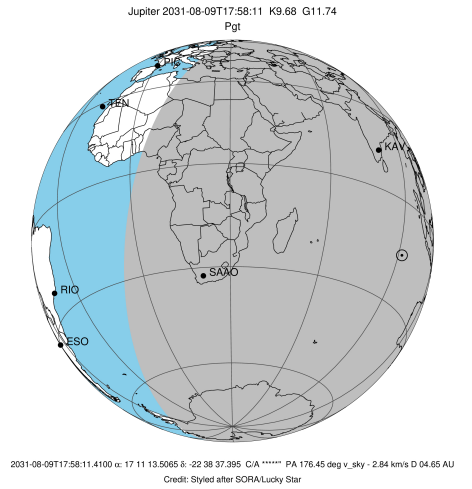 Jupiter 2031-08-09T17:58:11 K9.68 G11.74
Pgt
PIC
TEN
KAV
SAAO
RIO
ESO
2031-08-09T17:58:11.4100 α: 17 11 13.5065 δ: -22 38 37.395 C/A *****" PA 176.45 deg v_sky - 2.84 km/s D 04.65 AU
Credit: Styled after SORA/Lucky Star